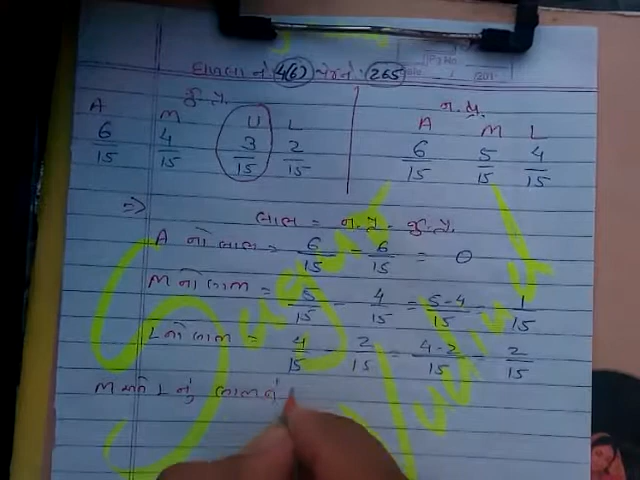 દાખલા નં 4(6) પેજ નં 265
જુ.પ્ર. ન.પ્ર.
A M U L A M L
6/15 4/15 3/15 2/15 6/15 5/15 4/15
⇒ લાભ = ન.પ્ર - જુ.પ્ર.
A નો લાભ = 6/15 - 6/15 = 0
M નો લાભ = 5/15 - 4/15 = 5-4/15 = 1/15
L નો લાભ = 4/15 - 2/15 = 4-2/15 = 2/15
M અને L નું લાભનું